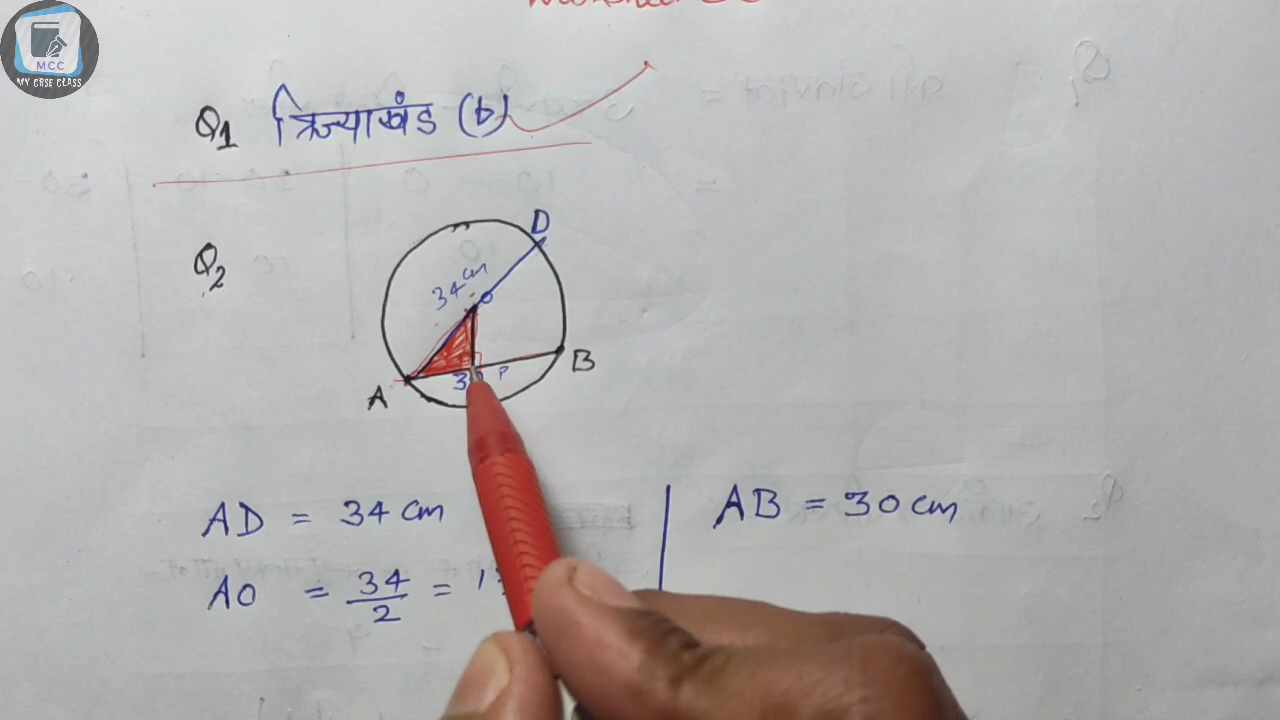 MCC
MY CBSE CLASS
Q1 त्रिज्याखंड (b)
Q2
D
34 cm
O
A
B
P
AD = 34 cm
AB = 30 cm
AO = 34/2 =